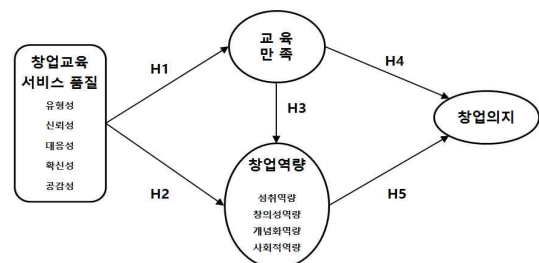 창업교육
서비스 품질
유형성
신뢰성
대응성
확신성
공감성
H1
H2
교 육
만 족
H3
H4
창업역량
성취역량
창의성역량
개념화역량
사회적역량
H5
창업의지